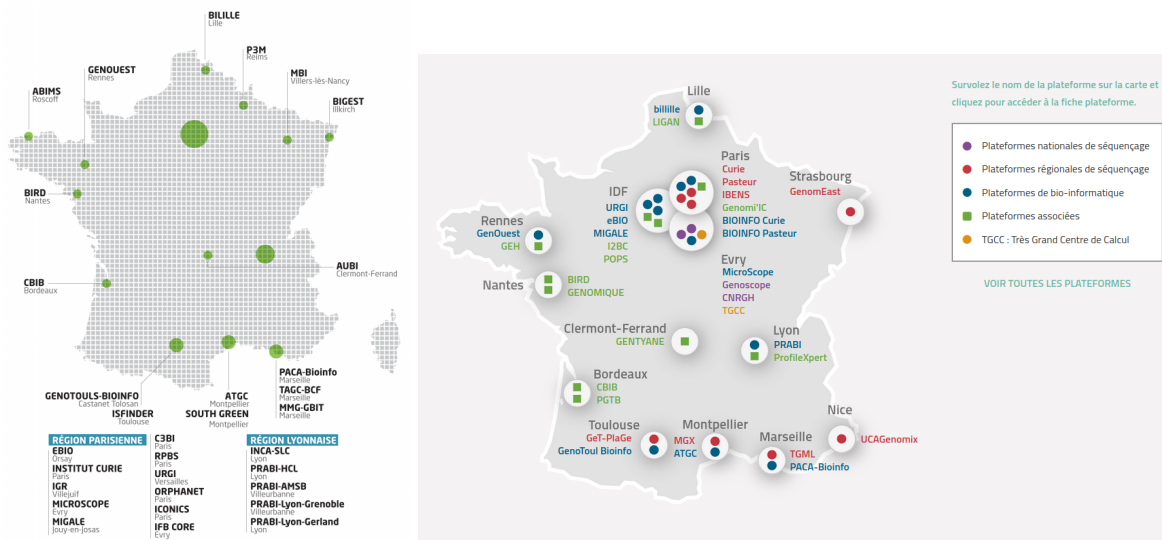 BILILLE
Lille
P3M
Reims
GENOUEST
Rennes
MBI
Villers-lès-Nancy
ABIMS
Roscoff
BIGEST
Illkirch
BIRD
Nantes
AUBI
Clermont-Ferrand
CBIB
Bordeaux
PACA-Bioinfo
Marseille
TAGC-BCF
Marseille
MMG-GBIT
Marseille
GENOTOULS-BIOINFO
Castanet Tolosan
ISFINDER
Toulouse
ATGC
Montpellier
SOUTH GREEN
Montpellier
RÉGION PARISIENNE
EBIO
Orsay
INSTITUT CURIE
Paris
IGR
Villejuif
MICROSCOPE
Evry
MIGALE
Jouy-en-Josas
C3BI
Paris
RPBS
Paris
URGI
Versailles
ORPHANET
Paris
ICONICS
Paris
IFB CORE
Evry
RÉGION LYONNAISE
INCA-SLC
Lyon
PRABI-HCL
Lyon
PRABI-AMSB
Villeurbanne
PRABI-Lyon-Grenoble
Villeurbanne
PRABI-Lyon-Gerland
Lyon
Lille
billille
LIGAN
Paris
Curie
Pasteur
IBENS
Genomi'IC
BIOINFO Curie
BIOINFO Pasteur
Strasbourg
GenomEast
IDF
URGI
eBIO
MIGALE
I2BC
POPS
Rennes
GenOuest
GEH
Evry
MicroScope
Genoscope
CNRGH
TGCC
Nantes
BIRD
GENOMIQUE
Clermont-Ferrand
GENTYANE
Lyon
PRABI
ProfileXpert
Bordeaux
CBIB
PGTB
Toulouse
GeT-PlaGe
GenoToul Bioinfo
Montpellier
MGX
ATGC
Marseille
TGML
PACA-Bioinfo
Nice
UCAGenomix
Survolez le nom de la plateforme sur la carte et
cliquez pour accéder à la fiche plateforme.
Plateformes nationales de séquençage
Plateformes régionales de séquençage
Plateformes de bio-informatique
Plateformes associées
TGCC : Très Grand Centre de Calcul
VOIR TOUTES LES PLATEFORMES